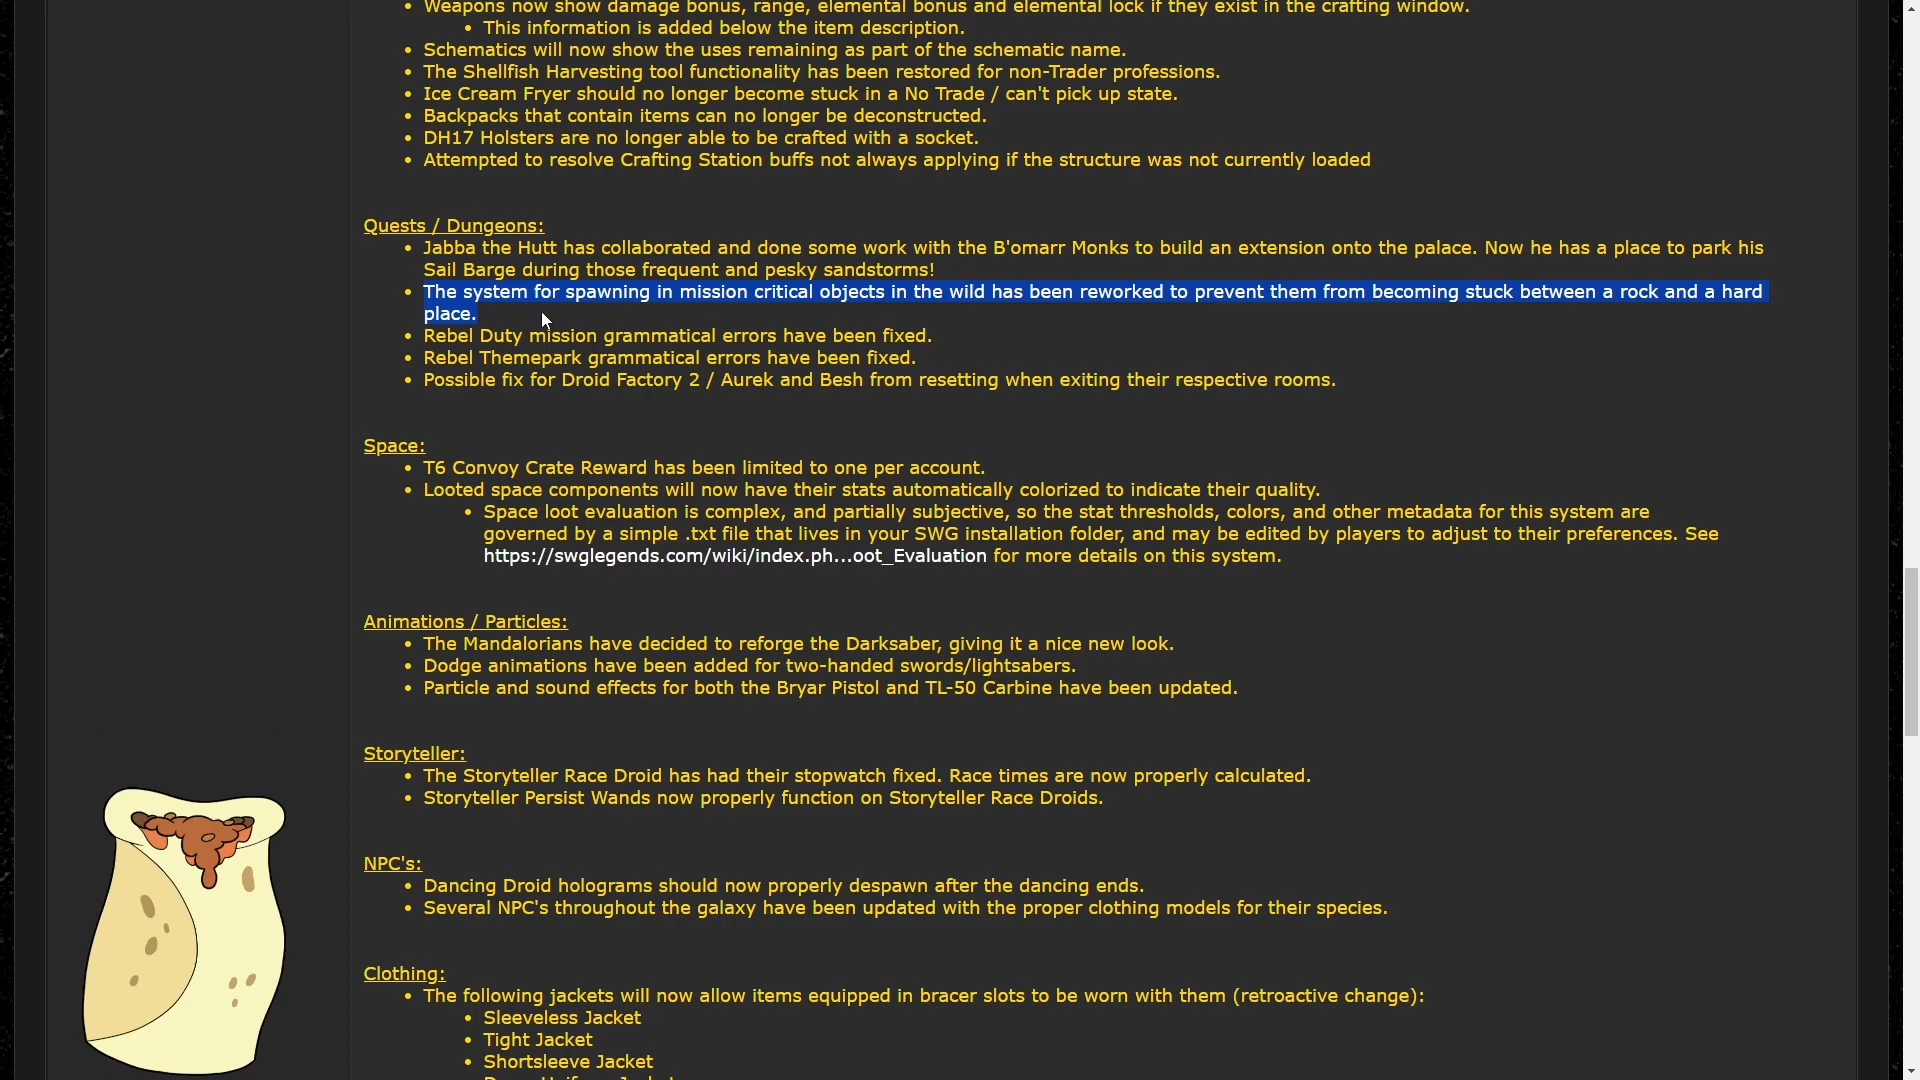 • Weapons now show damage bonus, range, elemental bonus and elemental lock if they exist in the crafting window.
• This information is added below the item description.
• Schematics will now show the uses remaining as part of the schematic name.
• The Shellfish Harvesting tool functionality has been restored for non-Trader professions.
• Ice Cream Fryer should no longer become stuck in a No Trade / can't pick up state.
• Backpacks that contain items can no longer be deconstructed.
• DH17 Holsters are no longer able to be crafted with a socket.
• Attempted to resolve Crafting Station buffs not always applying if the structure was not currently loaded
Quests / Dungeons:
• Jabba the Hutt has collaborated and done some work with the B'omarr Monks to build an extension onto the palace. Now he has a place to park his
Sail Barge during those frequent and pesky sandstorms!
• The system for spawning in mission critical objects in the wild has been reworked to prevent them from becoming stuck between a rock and a hard
place.
• Rebel Duty mission grammatical errors have been fixed.
• Rebel Themepark grammatical errors have been fixed.
• Possible fix for Droid Factory 2 / Aurek and Besh from resetting when exiting their respective rooms.
Space:
• T6 Convoy Crate Reward has been limited to one per account.
• Looted space components will now have their stats automatically colorized to indicate their quality.
• Space loot evaluation is complex, and partially subjective, so the stat thresholds, colors, and other metadata for this system are
governed by a simple .txt file that lives in your SWG installation folder, and may be edited by players to adjust to their preferences. See
https://swglegends.com/wiki/index.ph...oot_Evaluation for more details on this system.
Animations / Particles:
• The Mandalorians have decided to reforge the Darksaber, giving it a nice new look.
• Dodge animations have been added for two-handed swords/lightsabers.
• Particle and sound effects for both the Bryar Pistol and TL-50 Carbine have been updated.
Storyteller:
• The Storyteller Race Droid has had their stopwatch fixed. Race times are now properly calculated.
• Storyteller Persist Wands now properly function on Storyteller Race Droids.
NPC's:
• Dancing Droid holograms should now properly despawn after the dancing ends.
• Several NPC's throughout the galaxy have been updated with the proper clothing models for their species.
Clothing:
• The following jackets will now allow items equipped in bracer slots to be worn with them (retroactive change):
• Sleeveless Jacket
• Tight Jacket
• Shortsleeve Jacket